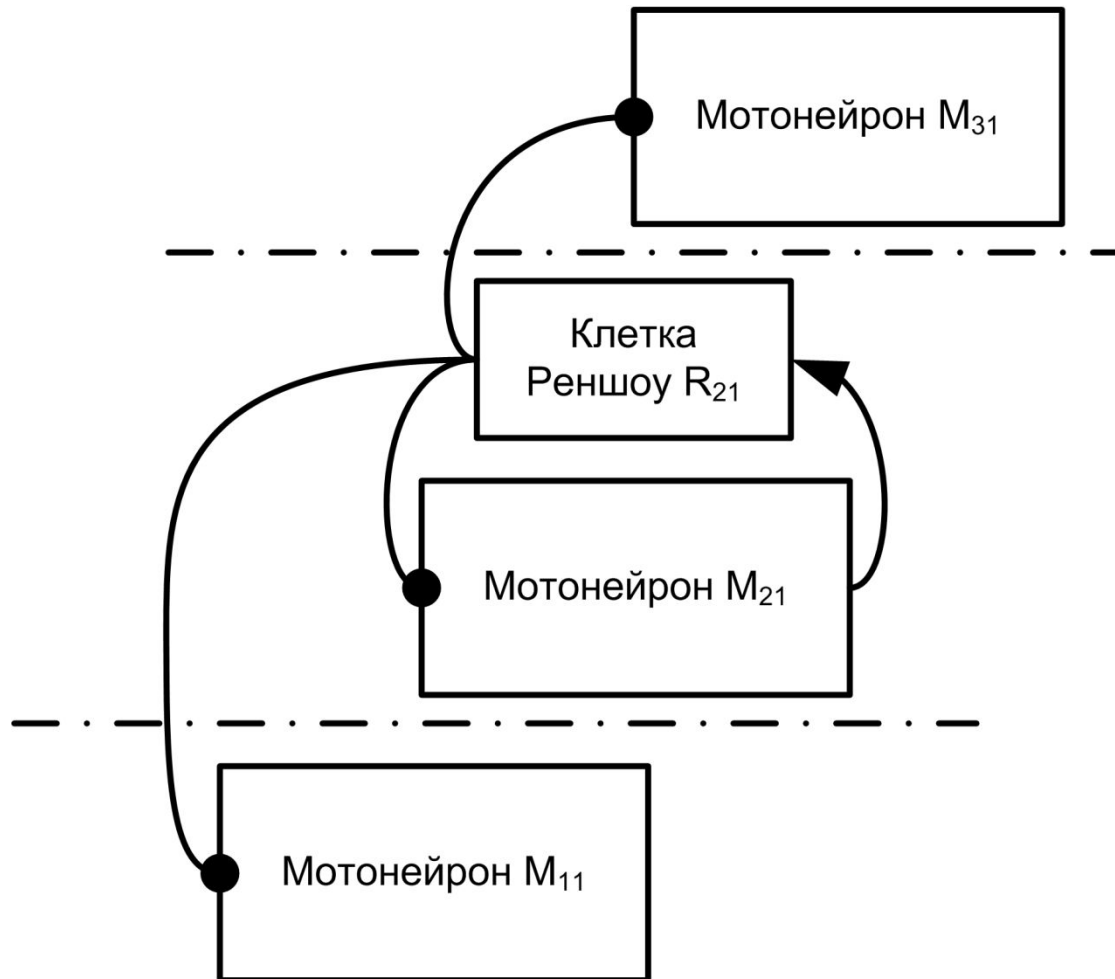 Мотонейрон M₃₁
Клетка
Реншоу R₂₁
Мотонейрон M₂₁
Мотонейрон M₁₁